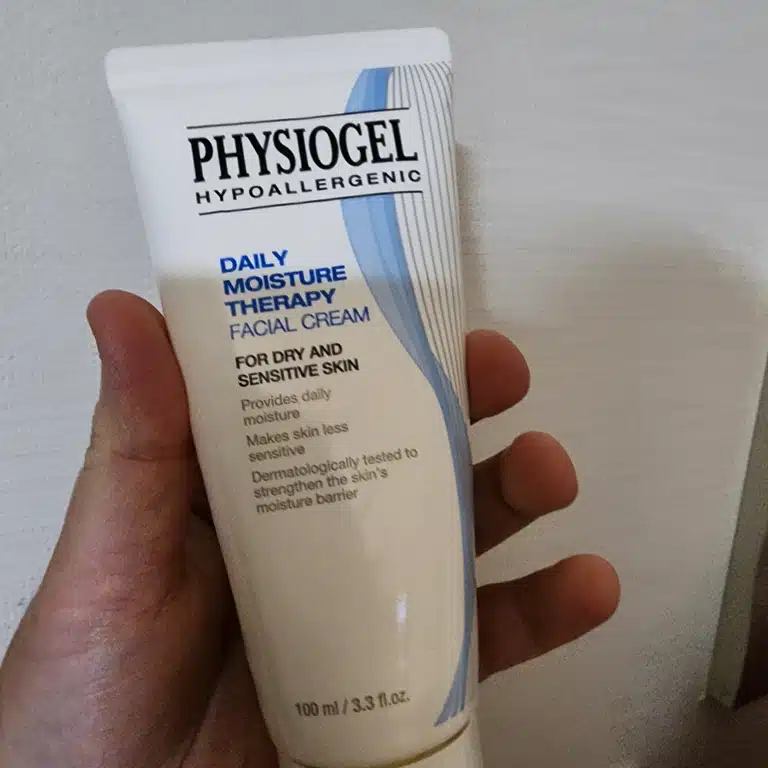 PHYSIOGEL
HYPOALLERGENIC
DAILY
MOISTURE
THERAPY
FACIAL CREAM
FOR DRY AND
SENSITIVE SKIN
Provides daily
moisture
Makes skin less
sensitive
Dermatologically tested to
strengthen the skin's
moisture barrier
100 ml / 3.3 fl.oz.